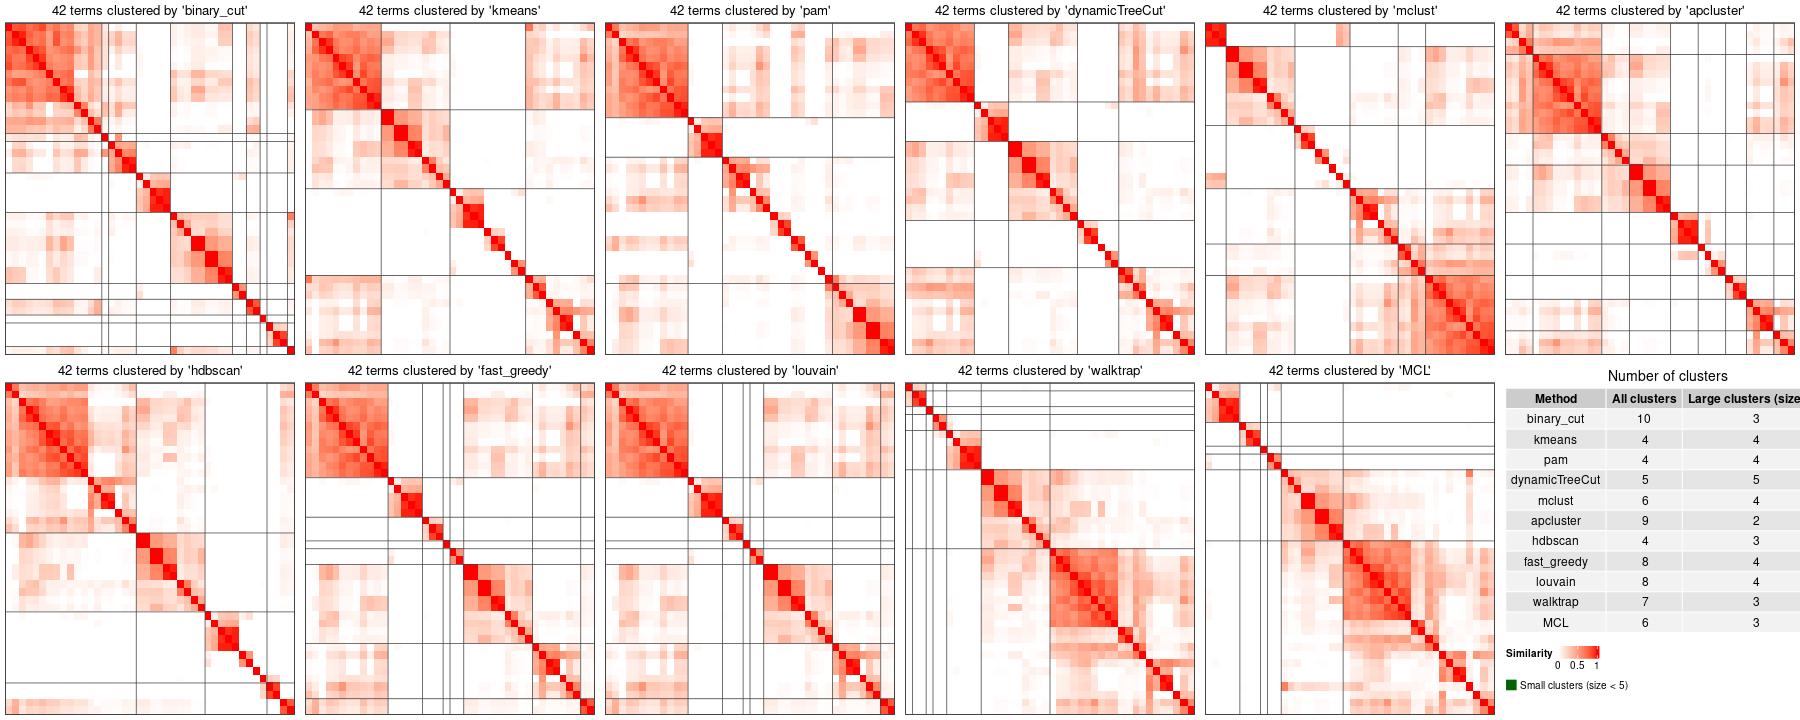 42 terms clustered by 'binary_cut'
42 terms clustered by 'kmeans'
42 terms clustered by 'pam'
42 terms clustered by 'dynamicTreeCut'
42 terms clustered by 'mclust'
42 terms clustered by 'apcluster'
42 terms clustered by 'hdbscan'
42 terms clustered by 'fast_greedy'
42 terms clustered by 'louvain'
42 terms clustered by 'walktrap'
42 terms clustered by 'MCL'
Number of clusters
Method All clusters Large clusters (size
binary_cut 10 3
kmeans 4 4
pam 4 4
dynamicTreeCut 5 5
mclust 6 4
apcluster 9 2
hdbscan 4 3
fast_greedy 8 4
louvain 8 4
walktrap 7 3
MCL 6 3
Similarity
0 0.5 1
Small clusters (size < 5)